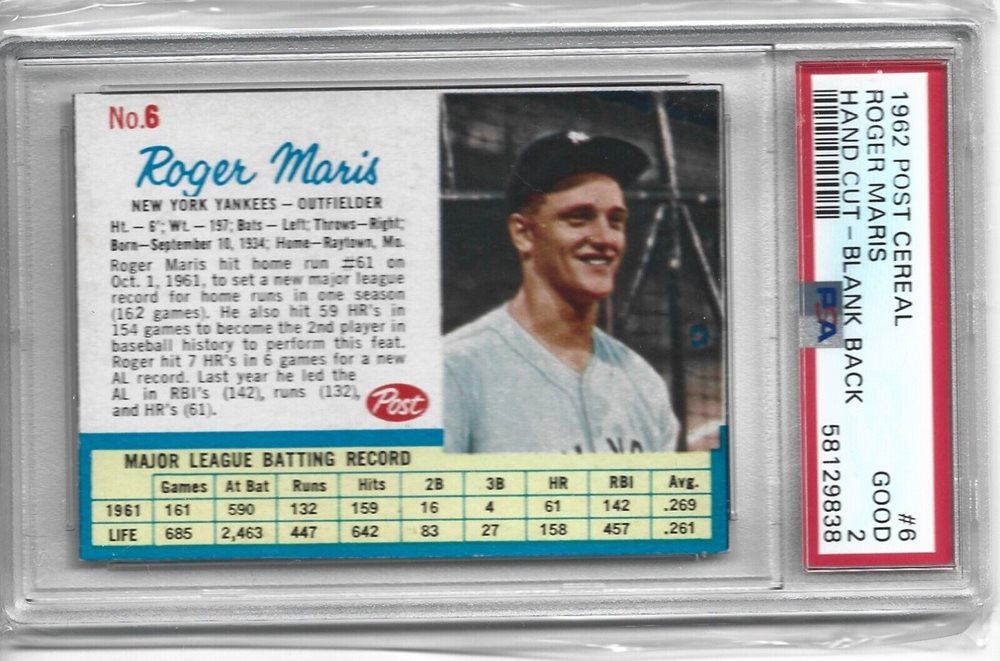 No.6
Roger Maris
NEW YORK YANKEES – OUTFIELDER
Ht. – 6'; Wt. – 197; Bats – Left; Throws–Right;
Born–September 10, 1934; Home–Raytown, Mo.
Roger Maris hit home run #61 on
Oct. 1, 1961, to set a new major league
record for home runs in one season
(162 games). He also hit 59 HR's in
154 games to become the 2nd player in
baseball history to perform this feat.
Roger hit 7 HR's in 6 games for a new
AL record. Last year he led the
AL in RBI's (142), runs (132),
and HR's (61).
Post
MAJOR LEAGUE BATTING RECORD
Games At Bat Runs Hits 2B 3B HR RBI Avg.
1961 161 590 132 159 16 4 61 142 .269
LIFE 685 2,463 447 642 83 27 158 457 .261
1962 POST CEREAL #6
ROGER MARIS GOOD
HAND CUT – BLANK BACK 2
PSA 58129838